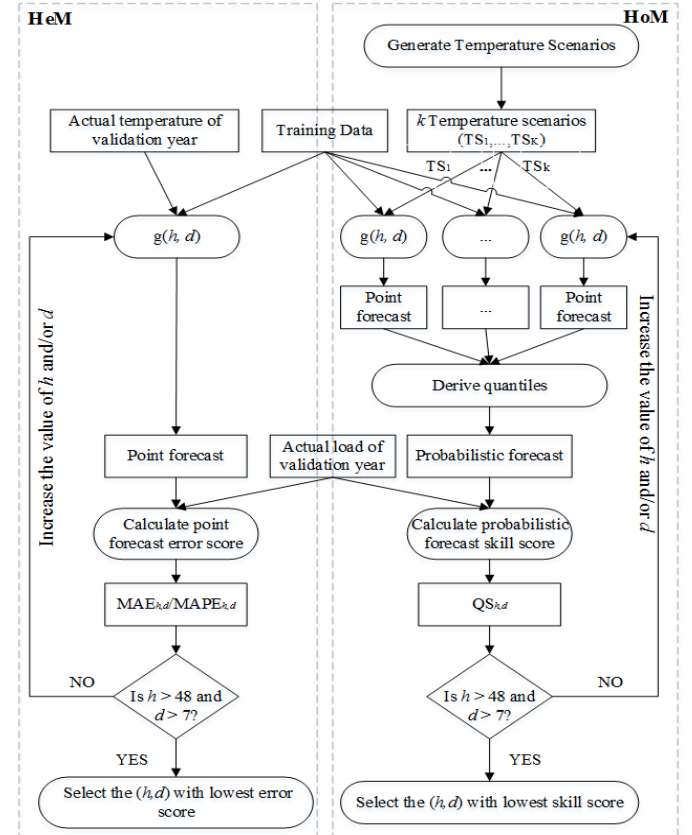 HeM
HoM
Generate Temperature Scenarios
Actual temperature of
validation year
Training Data
k Temperature scenarios
(TS1,...,TSK)
TS1
...
TSk
g(h, d)
g(h, d)
...
g(h, d)
Point
forecast
...
Point
forecast
Derive quantiles
Increase the value of h and/or d
Increase the value of h and/or d
Point forecast
Actual load of
validation year
Probabilistic forecast
Calculate point
forecast error score
Calculate probabilistic
forecast skill score
MAEh,d/MAPEh,d
QSh,d
NO
Is h > 48 and
d > 7?
Is h > 48 and
d > 7?
NO
YES
YES
Select the (h,d) with lowest error
score
Select the (h,d) with lowest skill score